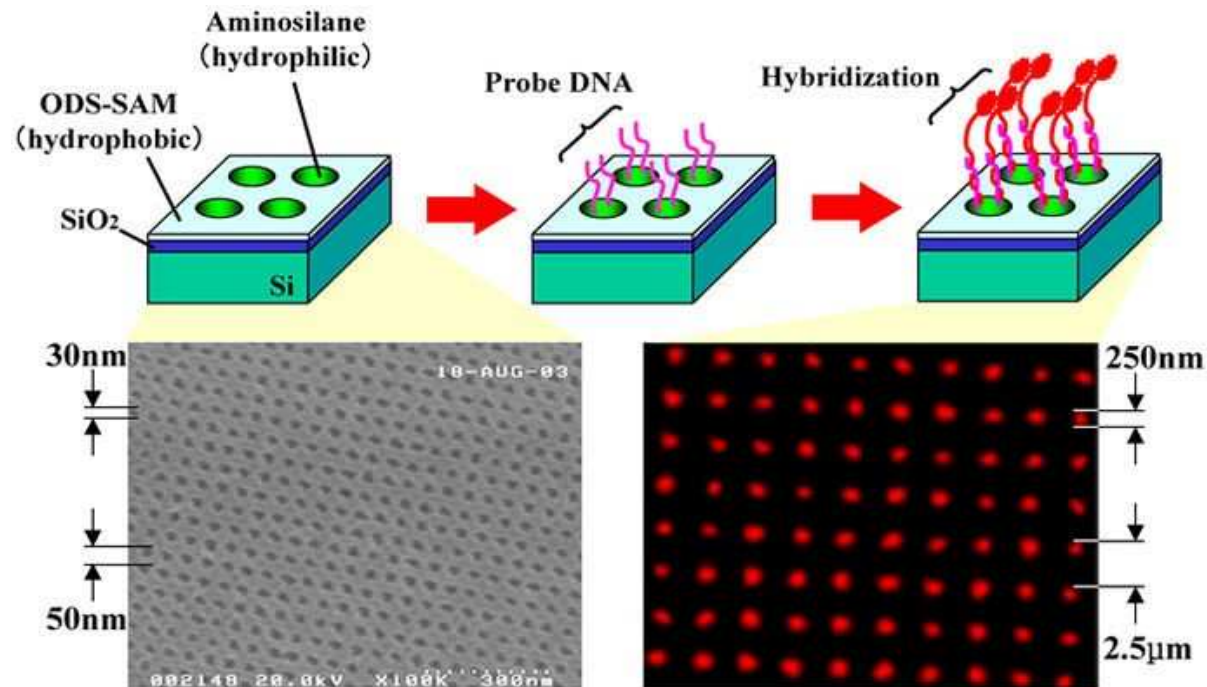 Aminosilane
(hydrophilic)
ODS-SAM
(hydrophobic)
SiO₂
Si
Probe DNA
Hybridization
30nm
50nm
18-AUG-03
002148 20.0kV X100k 300nm
250nm
2.5μm